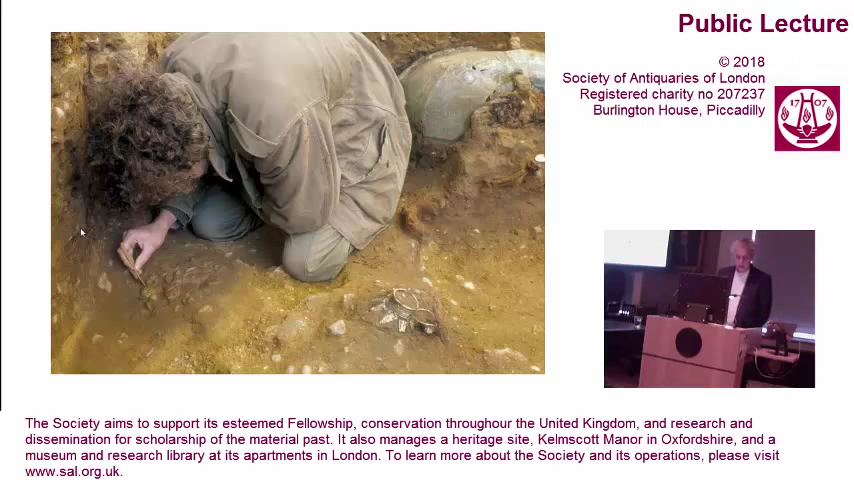 Public Lecture
© 2018
Society of Antiquaries of London
Registered charity no 207237
Burlington House, Piccadilly
1707
The Society aims to support its esteemed Fellowship, conservation throughour the United Kingdom, and research and
dissemination for scholarship of the material past. It also manages a heritage site, Kelmscott Manor in Oxfordshire, and a
museum and research library at its apartments in London. To learn more about the Society and its operations, please visit
www.sal.org.uk.